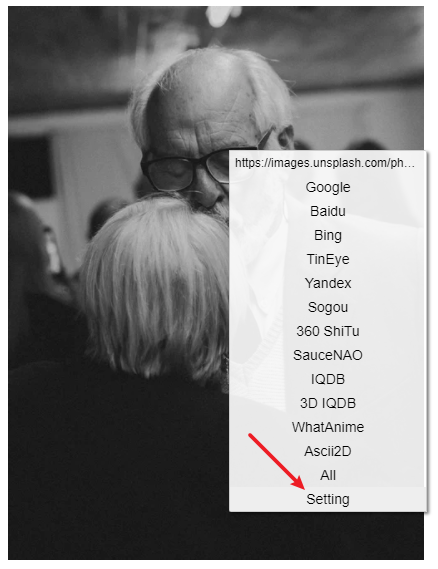 https://images.unsplash.com/ph...
Google
Baidu
Bing
TinEye
Yandex
Sogou
360 ShiTu
SauceNAO
IQDB
3D IQDB
WhatAnime
Ascii2D
All
Setting